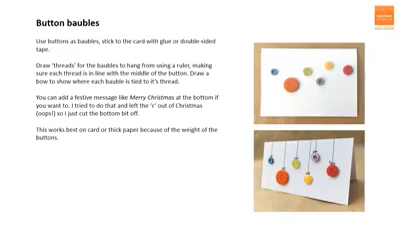 Button baubles
Use buttons as baubles, stick to the card with glue or double-sided
tape.
Draw 'threads' for the baubles to hang from using a ruler, making
sure each thread is in line with the middle of the button. Draw a
bow to show where each bauble is tied to it's thread.
You can add a festive message like Merry Christmas at the bottom if
you want to. I tried to do that and left the 'r' out of Christmas
(oops!) so I just cut the bottom bit off.
This works best on card or thick paper because of the weight of the
buttons.